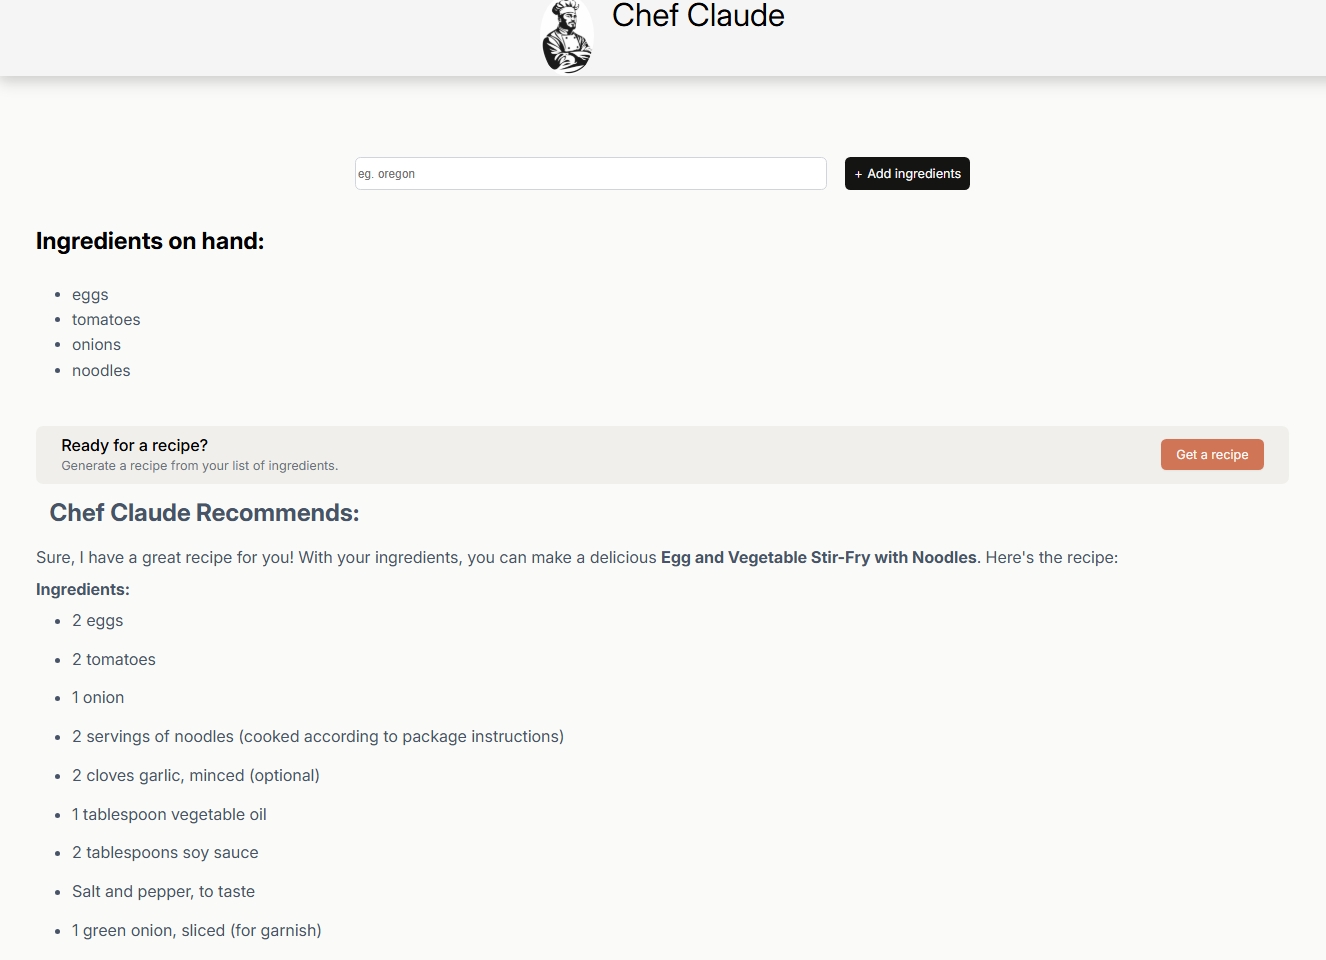 Chef Claude
eg. oregon
+ Add ingredients
Ingredients on hand:
• eggs
• tomatoes
• onions
• noodles
Ready for a recipe?
Generate a recipe from your list of ingredients.
Get a recipe
Chef Claude Recommends:
Sure, I have a great recipe for you! With your ingredients, you can make a delicious Egg and Vegetable Stir-Fry with Noodles. Here's the recipe:
Ingredients:
• 2 eggs
• 2 tomatoes
• 1 onion
• 2 servings of noodles (cooked according to package instructions)
• 2 cloves garlic, minced (optional)
• 1 tablespoon vegetable oil
• 2 tablespoons soy sauce
• Salt and pepper, to taste
• 1 green onion, sliced (for garnish)